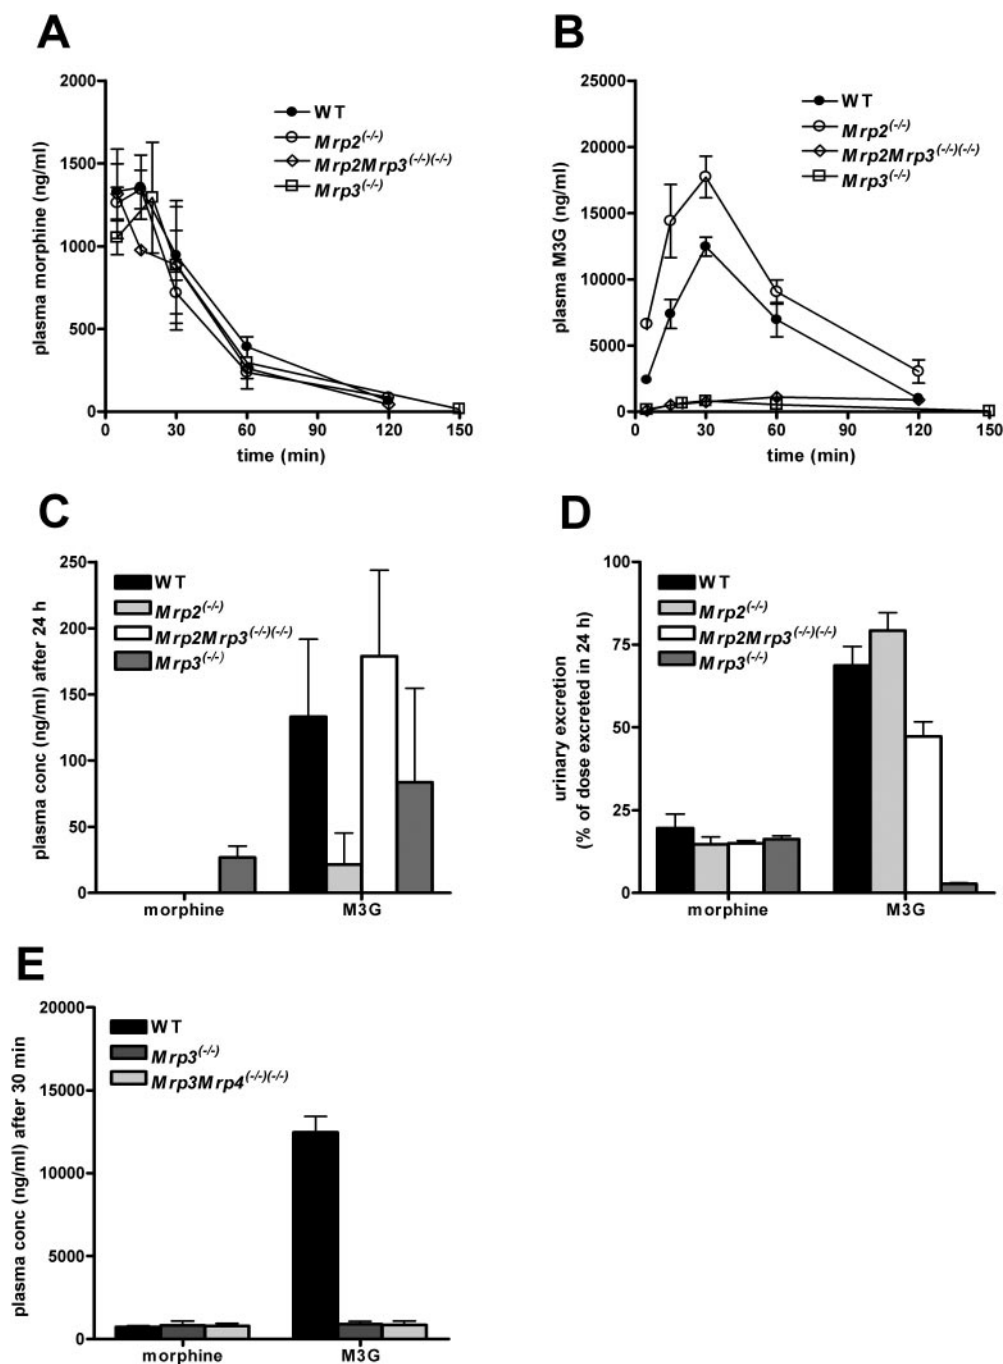 A
2000
1500
1000
500
0
plasma morphine (ng/ml)
WT
Mrp2(-/-)
Mrp2Mrp3(-/-)(-/-)
Mrp3(-/-)
0 30 60 90 120 150
time (min)
B
25000
20000
15000
10000
5000
0
plasma M3G (ng/ml)
WT
Mrp2(-/-)
Mrp2Mrp3(-/-)(-/-)
Mrp3(-/-)
0 30 60 90 120 150
time (min)
C
250
200
150
100
50
0
plasma conc (ng/ml) after 24 h
WT
Mrp2(-/-)
Mrp2Mrp3(-/-)(-/-)
Mrp3(-/-)
morphine M3G
D
100
75
50
25
0
urinary excretion
(% of dose excreted in 24 h)
WT
Mrp2(-/-)
Mrp2Mrp3(-/-)(-/-)
Mrp3(-/-)
morphine M3G
E
20000
15000
10000
5000
0
plasma conc (ng/ml) after 30 min
WT
Mrp3(-/-)
Mrp3Mrp4(-/-)(-/-)
morphine M3G